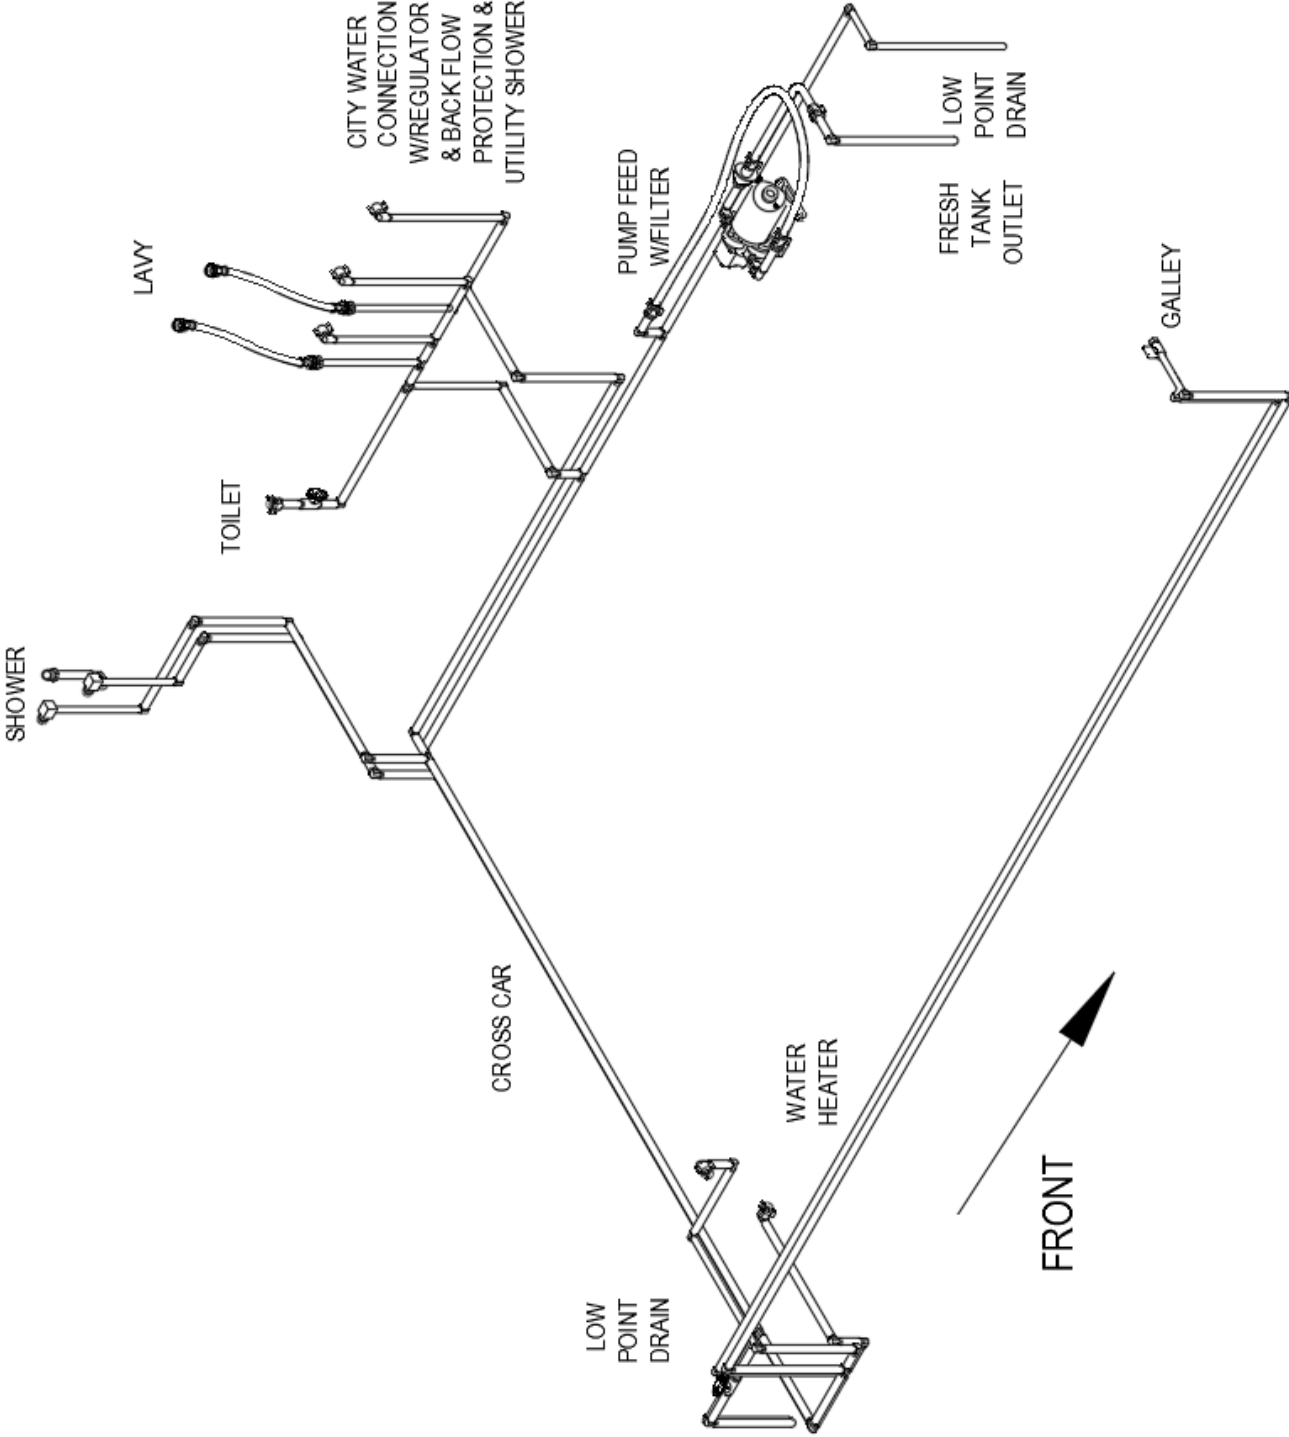 SHOWER
TOILET
LAVY
CITY WATER
CONNECTION
W/REGULATOR
& BACK FLOW
PROTECTION &
UTILITY SHOWER
PUMP FEED
W/FILTER
LOW
POINT
DRAIN
FRESH
TANK
OUTLET
GALLEY
CROSS CAR
WATER
HEATER
LOW
POINT
DRAIN
FRONT